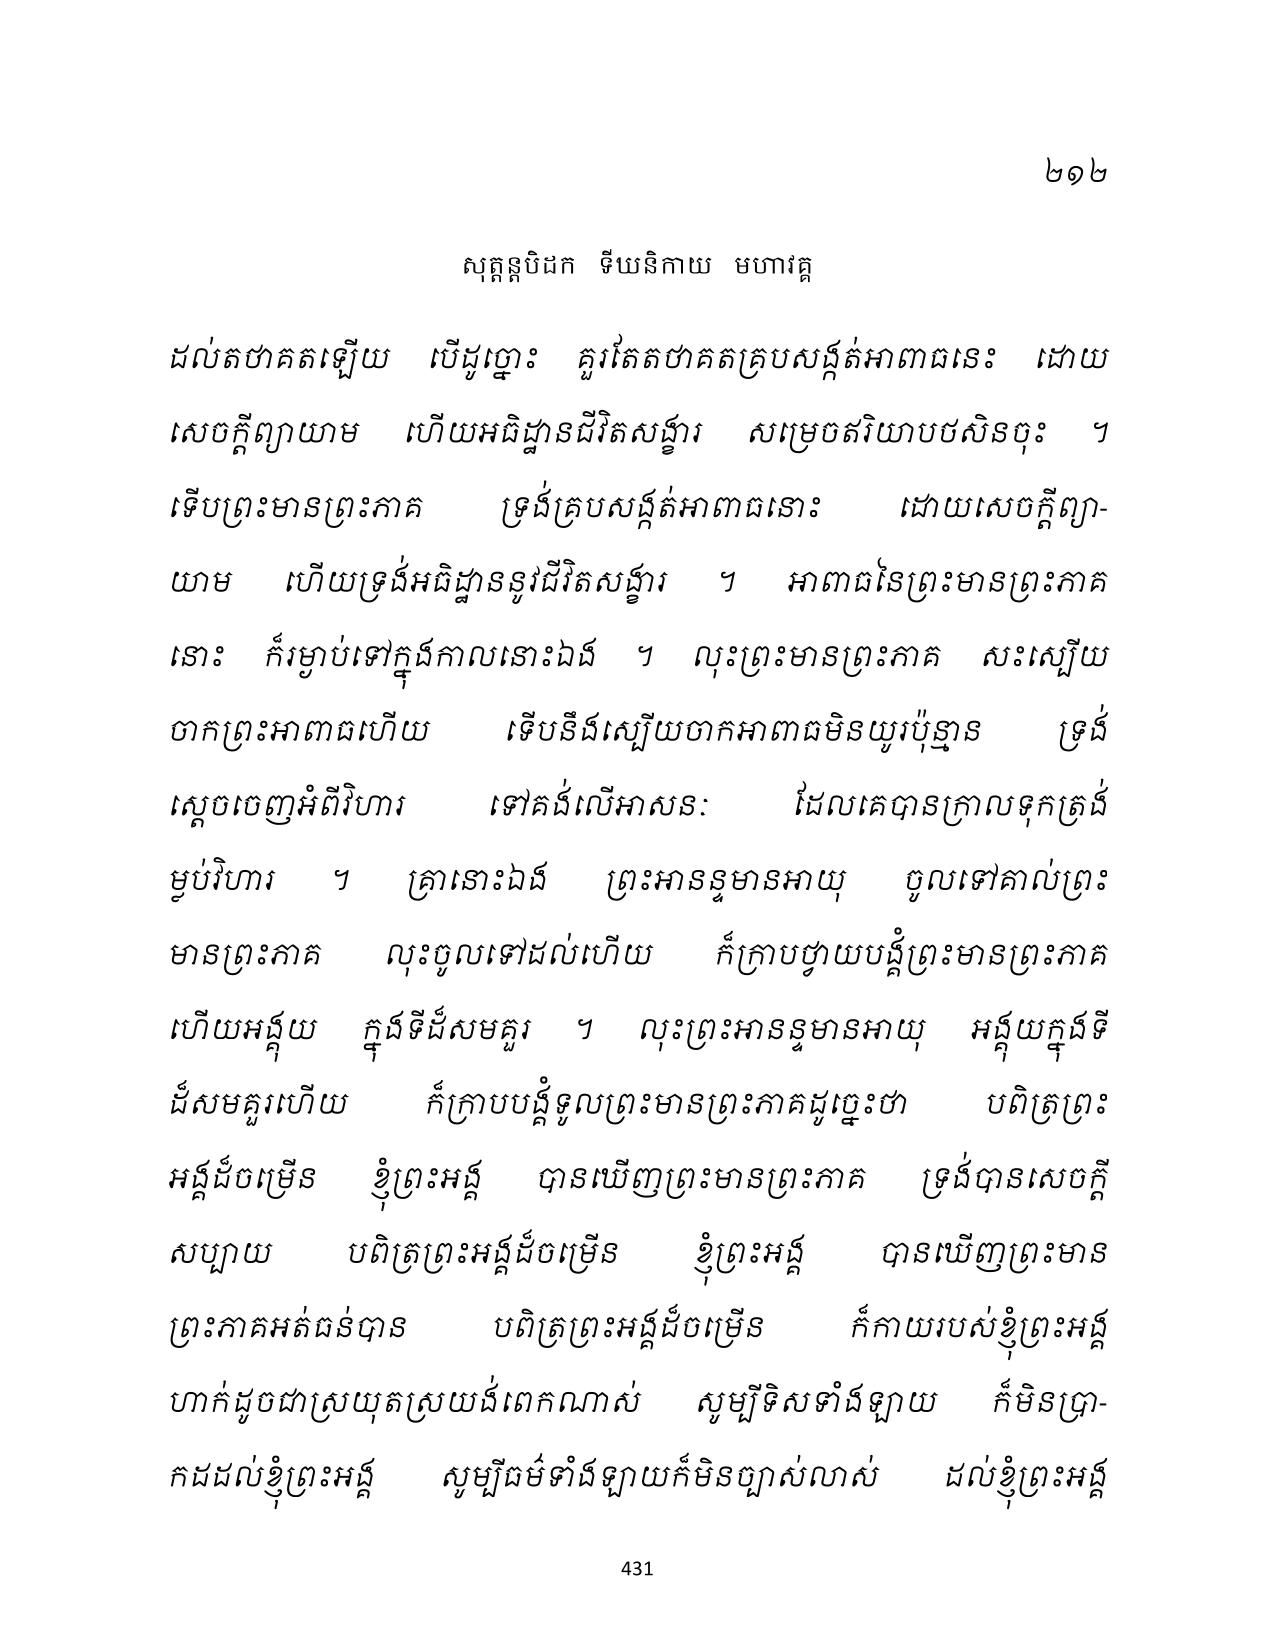 ២១២
សុត្តន្តបិដក ទីឃនិកាយ មហាវគ្គ
ដល់តថាគតឡើយ បើដូច្នោះ គួរតែតថាគតគ្របសង្កត់អាពាធនេះ ដោយ
សេចក្តីព្យាយាម ហើយអធិដ្ឋានជីវិតសង្ខារ សម្រេចឥរិយាបថសិនចុះ ។
ទើបព្រះមានព្រះភាគ ទ្រង់គ្របសង្កត់អាពាធនោះ ដោយសេចក្តីព្យា-
យាម ហើយទ្រង់អធិដ្ឋាននូវជីវិតសង្ខារ ។ អាពាធនៃព្រះមានព្រះភាគ
នោះ ក៏រម្ងាប់ទៅក្នុងកាលនោះឯង ។ លុះព្រះមានព្រះភាគ សះស្បើយ
ចាកព្រះអាពាធហើយ ទើបនឹងស្បើយចាកអាពាធមិនយូរប៉ុន្មាន ទ្រង់
ស្តេចចេញអំពីវិហារ ទៅគង់លើអាសនៈ ដែលគេបានក្រាលទុកត្រង់
ម្លប់វិហារ ។ គ្រានោះឯង ព្រះអានន្ទមានអាយុ ចូលទៅគាល់ព្រះ
មានព្រះភាគ លុះចូលទៅដល់ហើយ ក៏ក្រាបថ្វាយបង្គំព្រះមានព្រះភាគ
ហើយអង្គុយ ក្នុងទីដ៏សមគួរ ។ លុះព្រះអានន្ទមានអាយុ អង្គុយក្នុងទី
ដ៏សមគួរហើយ ក៏ក្រាបបង្គំទូលព្រះមានព្រះភាគដូច្នេះថា បពិត្រព្រះ
អង្គដ៏ចម្រើន ខ្ញុំព្រះអង្គ បានឃើញព្រះមានព្រះភាគ ទ្រង់បានសេចក្តី
សប្បាយ បពិត្រព្រះអង្គដ៏ចម្រើន ខ្ញុំព្រះអង្គ បានឃើញព្រះមាន
ព្រះភាគអត់ធន់បាន បពិត្រព្រះអង្គដ៏ចម្រើន ក៏កាយរបស់ខ្ញុំព្រះអង្គ
ហាក់ដូចជាស្រយុតស្រយង់ពេកណាស់ សូម្បីទិសទាំងឡាយ ក៏មិនប្រា-
កដដល់ខ្ញុំព្រះអង្គ សូម្បីធម៌ទាំងឡាយក៏មិនច្បាស់លាស់ ដល់ខ្ញុំព្រះអង្គ
431